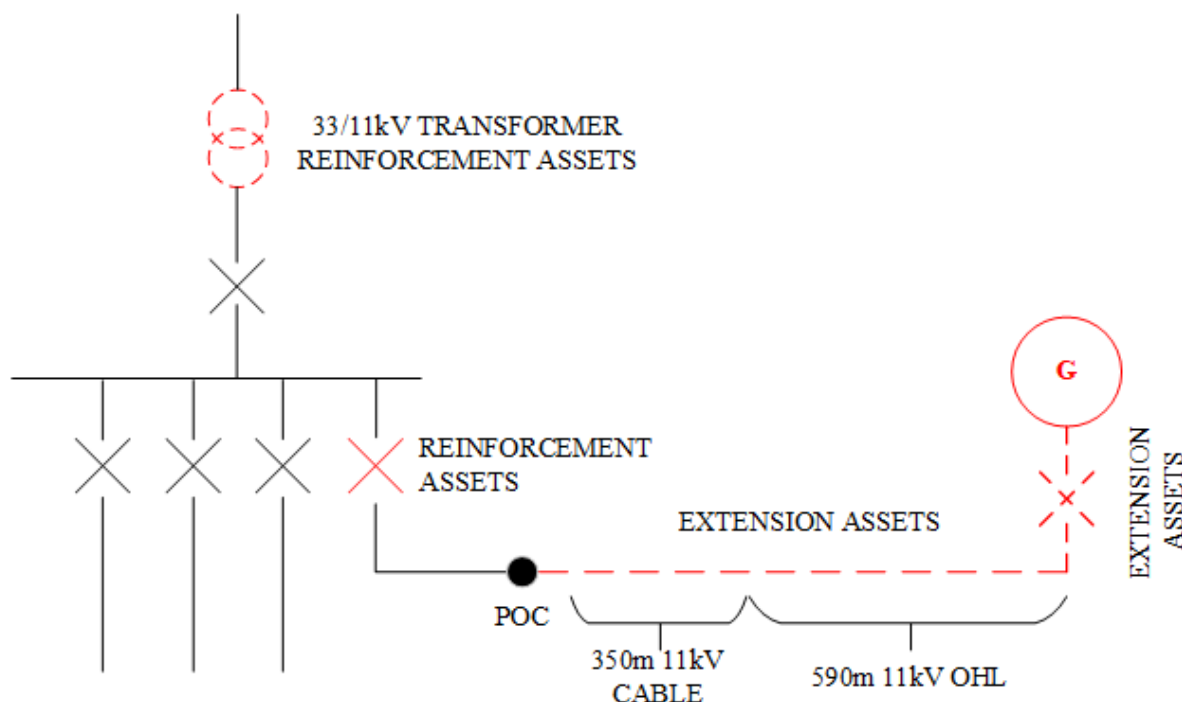 33/11kV TRANSFORMER
REINFORCEMENT ASSETS
G
REINFORCEMENT
ASSETS
EXTENSION ASSETS
EXTENSION
ASSETS
POC
350m 11kV
CABLE
590m 11kV OHL